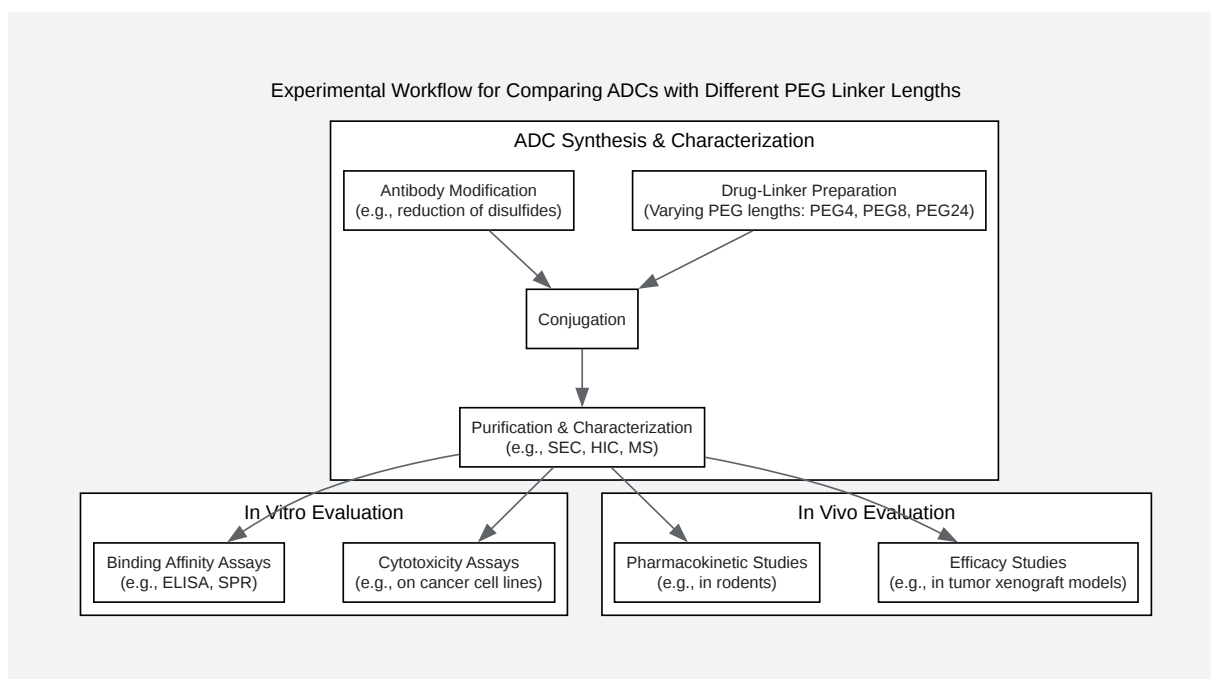 Experimental Workflow for Comparing ADCs with Different PEG Linker Lengths
ADC Synthesis & Characterization
Antibody Modification
(e.g., reduction of disulfides)
Drug-Linker Preparation
(Varying PEG lengths: PEG4, PEG8, PEG24)
Conjugation
Purification & Characterization
(e.g., SEC, HIC, MS)
In Vitro Evaluation
Binding Affinity Assays
(e.g., ELISA, SPR)
Cytotoxicity Assays
(e.g., on cancer cell lines)
In Vivo Evaluation
Pharmacokinetic Studies
(e.g., in rodents)
Efficacy Studies
(e.g., in tumor xenograft models)